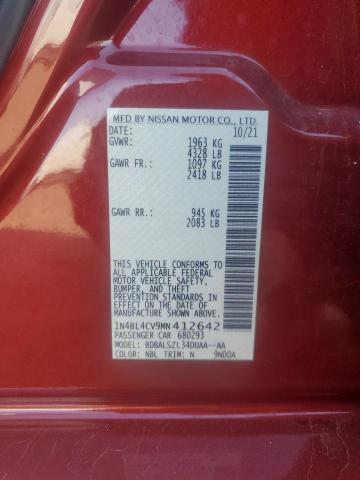 MFD BY NISSAN MOTOR CO., LTD.
DATE: 10/21
GVWR: 1963 KG
4328 LB
GAWR FR: 1097 KG
2418 LB
GAWR RR: 945 KG
2083 LB
THIS VEHICLE CONFORMS TO
ALL APPLICABLE FEDERAL
MOTOR VEHICLE SAFETY,
BUMPER, AND THEFT
PREVENTION STANDARDS
IN EFFECT ON THE DATE OF
MANUFACTURE SHOWN ABOVE.
1N4BL4CV9MN 412642
PASSENGER CAR 680293
MODEL: BDBALSZL34DUAA--AA
COLOR: NBL TRIM: N 9N00A